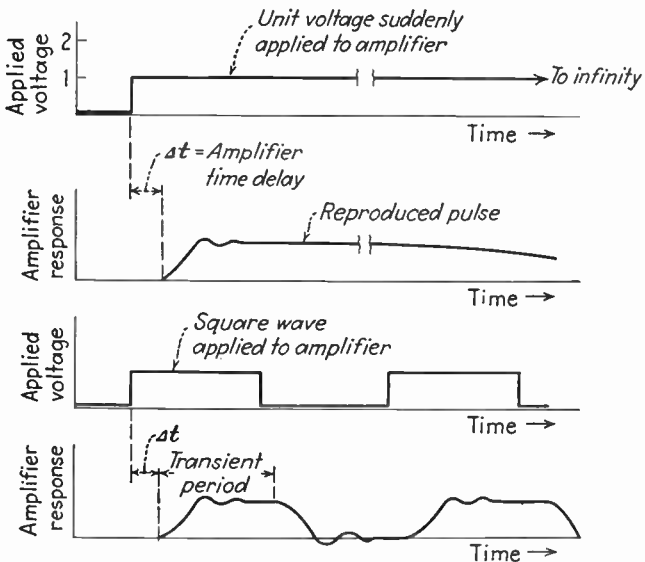 Applied voltage
2
1
Unit voltage suddenly
applied to amplifier
To infinity
Time →
Δt = Amplifier
time delay
Amplifier response
Reproduced pulse
Time →
Applied voltage
Square wave
applied to amplifier
Time →
Amplifier response
Δt
Transient
period
Time →